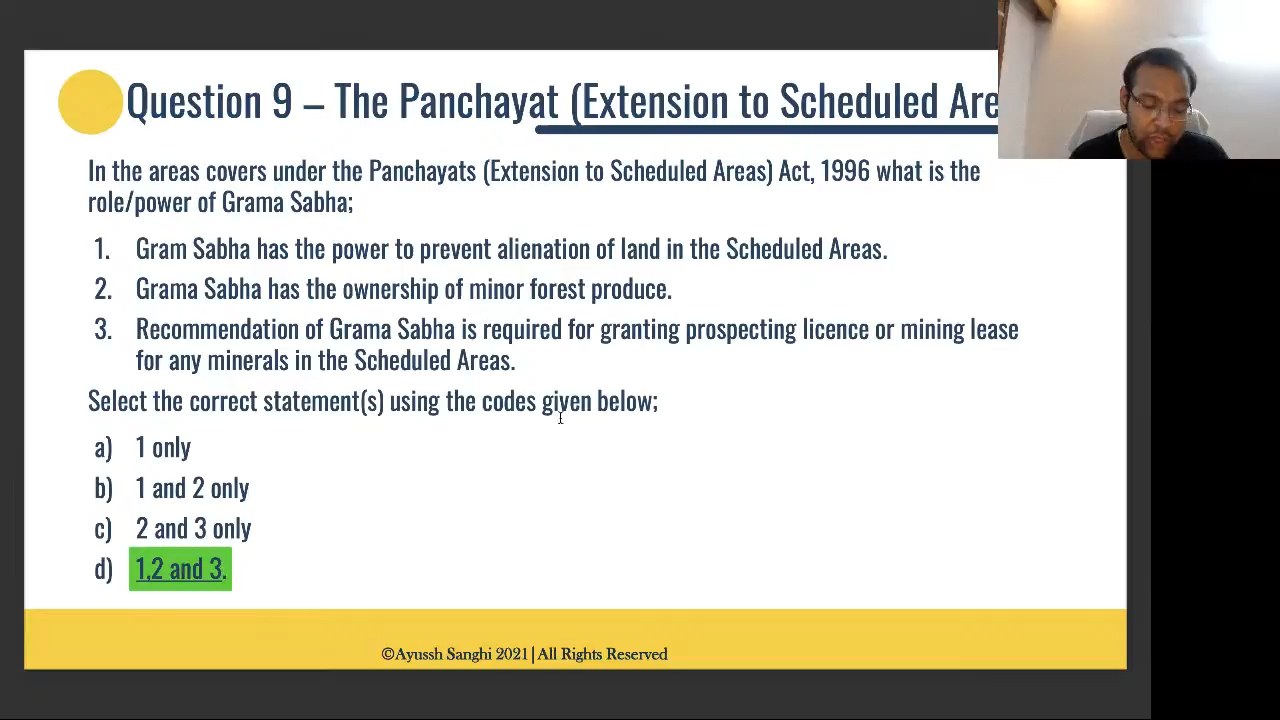 Question 9 – The Panchayat (Extension to Scheduled Are
In the areas covers under the Panchayats (Extension to Scheduled Areas) Act, 1996 what is the
role/power of Grama Sabha;
1. Gram Sabha has the power to prevent alienation of land in the Scheduled Areas.
2. Grama Sabha has the ownership of minor forest produce.
3. Recommendation of Grama Sabha is required for granting prospecting licence or mining lease
for any minerals in the Scheduled Areas.
Select the correct statement(s) using the codes given below;
a) 1 only
b) 1 and 2 only
c) 2 and 3 only
d) 1,2 and 3.
©Ayussh Sanghi 2021|All Rights Reserved